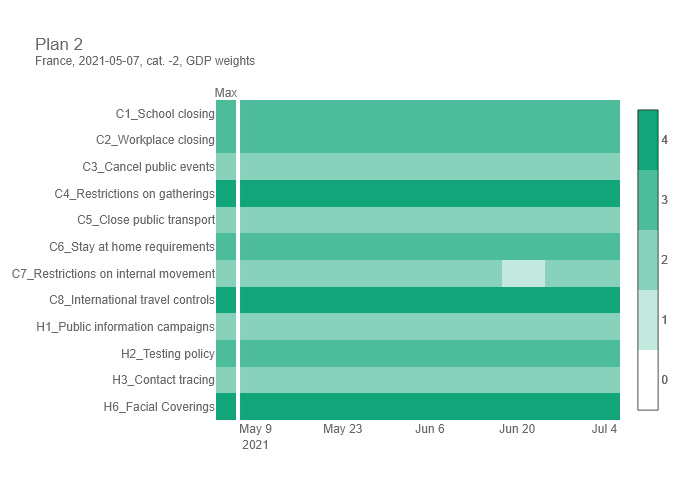 Plan 2
France, 2021-05-07, cat. -2, GDP weights
Max
C1_School closing
C2_Workplace closing
C3_Cancel public events
C4_Restrictions on gatherings
C5_Close public transport
C6_Stay at home requirements
C7_Restrictions on internal movement
C8_International travel controls
H1_Public information campaigns
H2_Testing policy
H3_Contact tracing
H6_Facial Coverings
May 9 May 23 Jun 6 Jun 20 Jul 4
2021
4
3
2
1
0